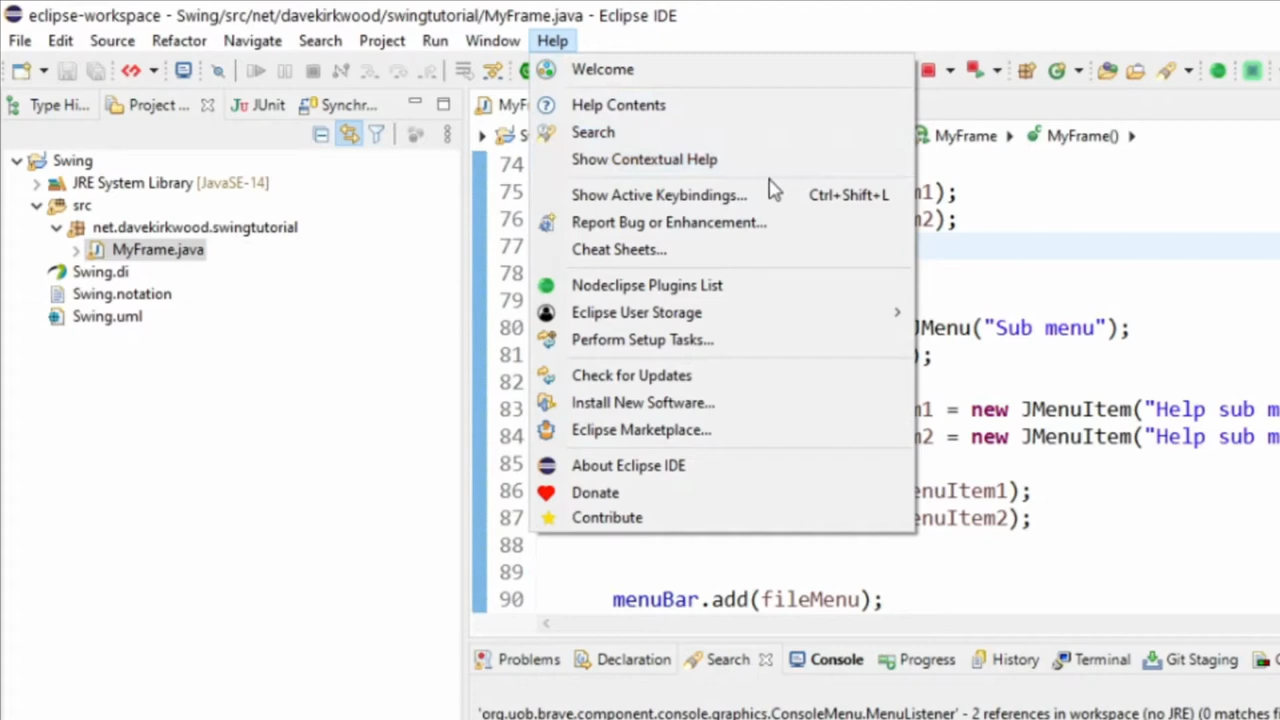 eclipse-workspace - Swing/src/net/davekirkwood/swingtutorial/MyFrame.java - Eclipse IDE
File Edit Source Refactor Navigate Search Project Run Window Help
Type Hi... Project ... JUnit Synchr...
Swing
JRE System Library [JavaSE-14]
src
net.davekirkwood.swingtutorial
MyFrame.java
Swing.di
Swing.notation
Swing.uml
Welcome
Help Contents
Search
Show Contextual Help
Show Active Keybindings... Ctrl+Shift+L
Report Bug or Enhancement...
Cheat Sheets...
Nodeclipse Plugins List
Eclipse User Storage
Perform Setup Tasks...
Check for Updates
Install New Software...
Eclipse Marketplace...
About Eclipse IDE
Donate
Contribute
MyF
S
MyFrame MyFrame()
74
75 m1);
76 m2);
77
78
79
80 JMenu("Sub menu");
81 );
82
83 m1 = new JMenuItem("Help sub m
84 m2 = new JMenuItem("Help sub m
85
86 enuItem1);
87 enuItem2);
88
89
90 menuBar.add(fileMenu);
Problems Declaration Search Console Progress History Terminal Git Staging
'org.uob.brave.component.console.graphics.ConsoleMenu.MenuListener' - 2 references in workspace (no JRE) (0 matches f